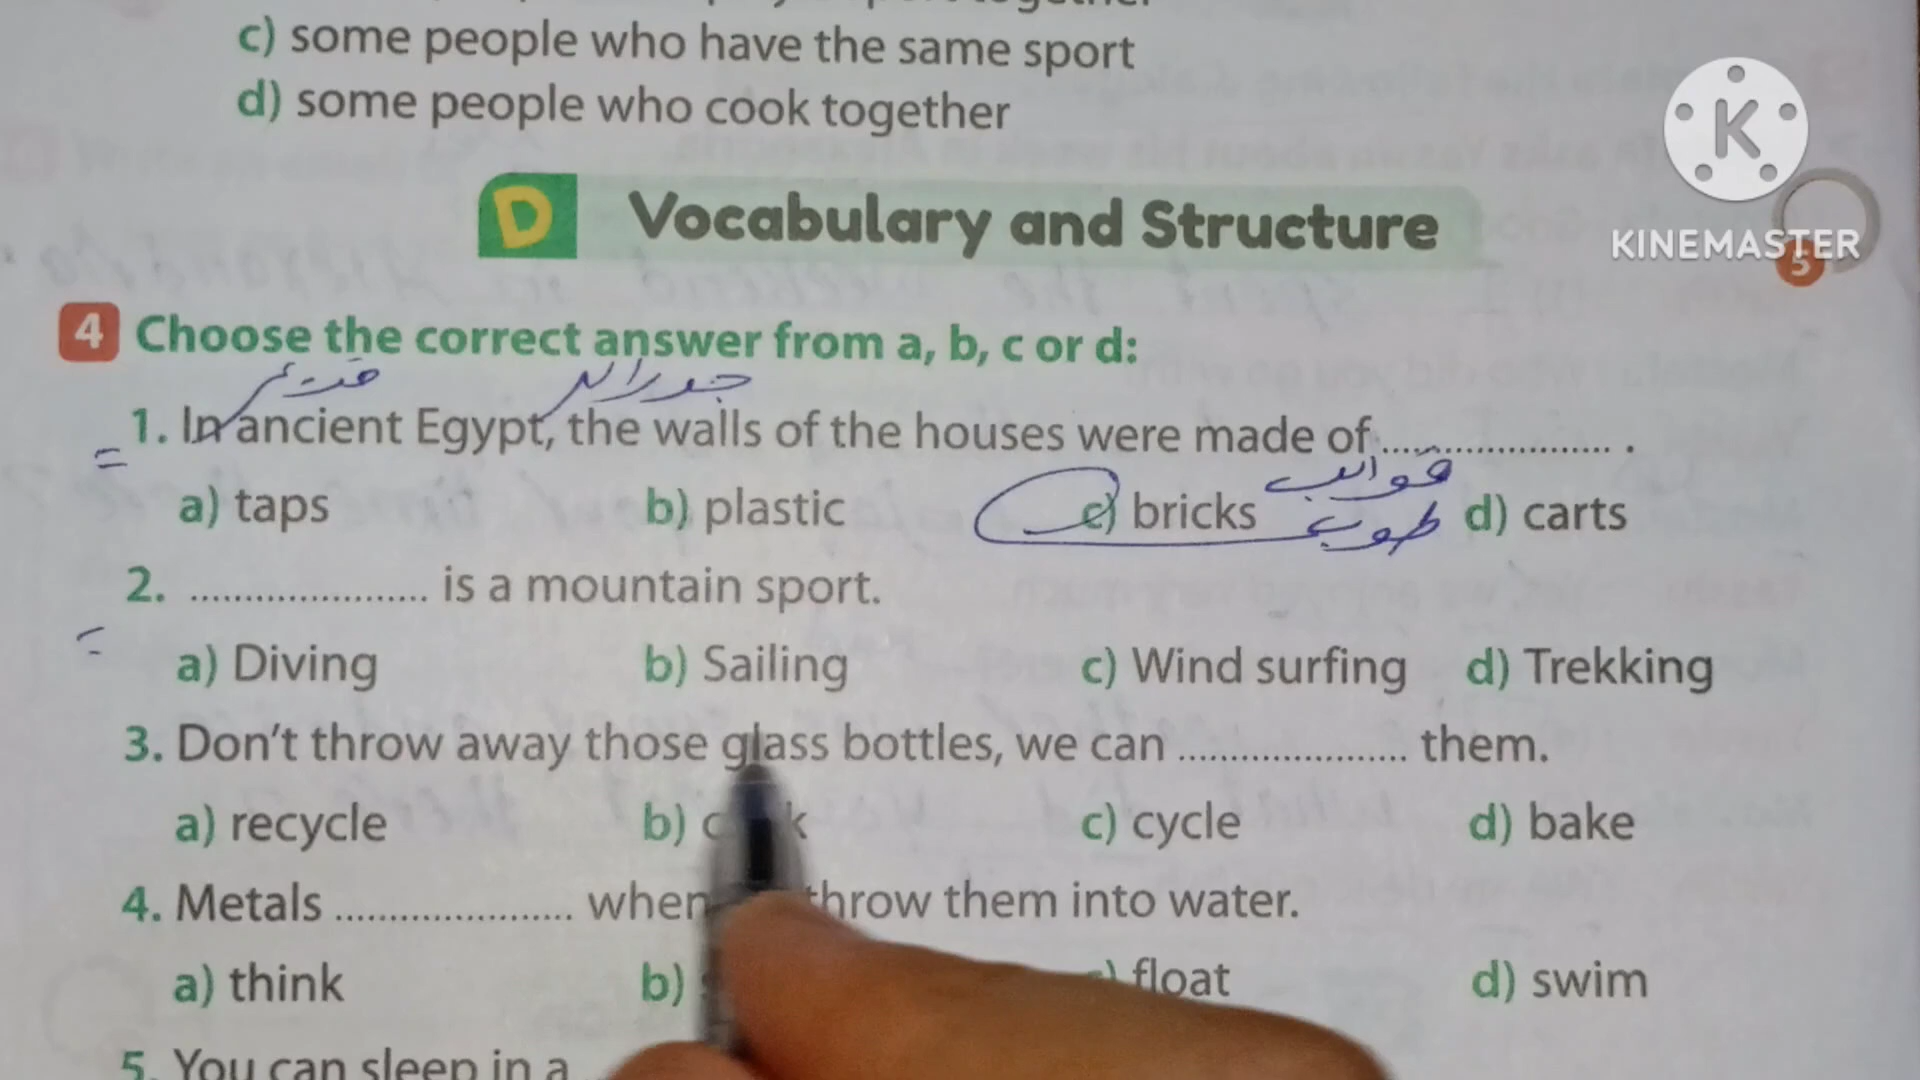 c) some people who have the same sport
d) some people who cook together
K
KINEMASTER
5
D Vocabulary and Structure
4 Choose the correct answer from a, b, c or d:
جدران
1. In ancient Egypt, the walls of the houses were made of .................... .
a) taps b) plastic c) bricks قوالب طوب d) carts
2. .................... is a mountain sport.
a) Diving b) Sailing c) Wind surfing d) Trekking
3. Don't throw away those glass bottles, we can .................... them.
a) recycle b) c) cycle d) bake
4. Metals .................... when throw them into water.
a) think b) c) float d) swim
5. You can sleep in a